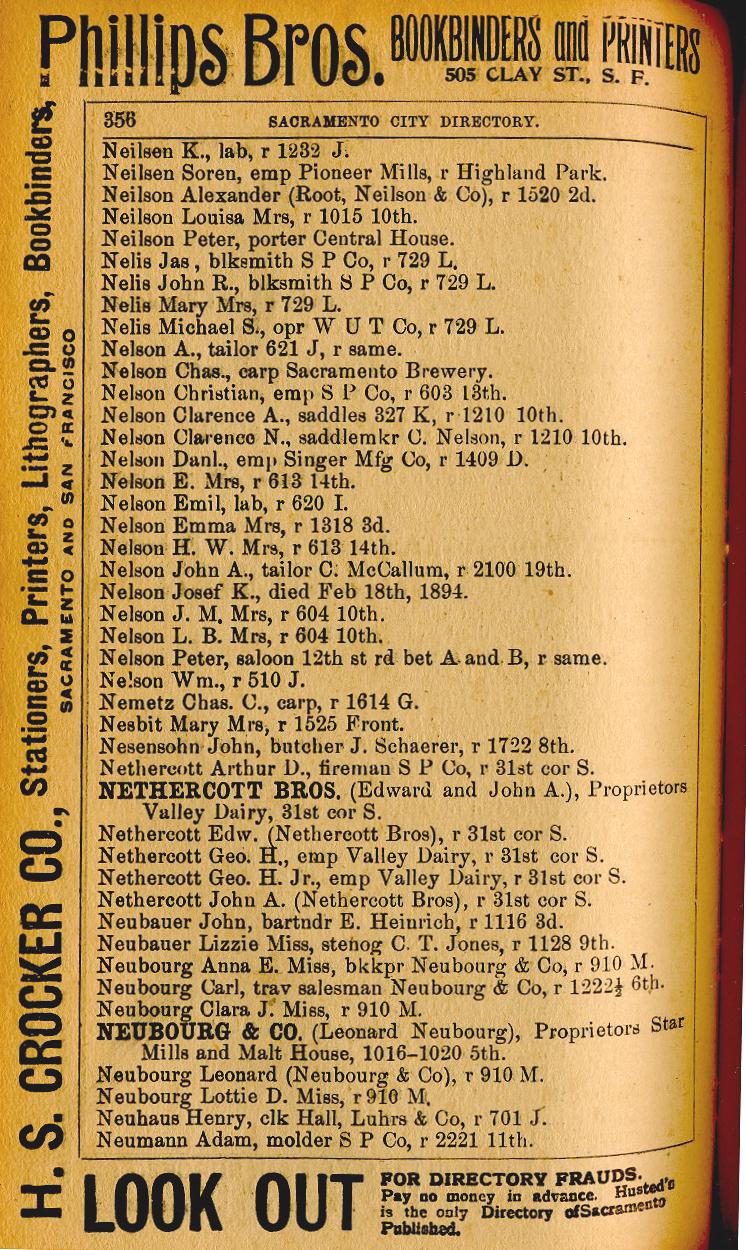 Phillips Bros. BOOKBINDERS and PRINTERS
505 CLAY ST., S. F.
H. S. CROCKER CO., Stationers, Printers, Lithographers, Bookbinders,
SACRAMENTO AND SAN FRANCISCO
356 SACRAMENTO CITY DIRECTORY.
Neilsen K., lab, r 1232 J.
Neilsen Soren, emp Pioneer Mills, r Highland Park.
Neilson Alexander (Root, Neilson & Co), r 1520 2d.
Neilson Louisa Mrs, r 1015 10th.
Neilson Peter, porter Central House.
Nelis Jas, blksmith S P Co, r 729 L.
Nelis John R., blksmith S P Co, r 729 L.
Nelis Mary Mrs, r 729 L.
Nelis Michael S., opr W U T Co, r 729 L.
Nelson A., tailor 621 J, r same.
Nelson Chas., carp Sacramento Brewery.
Nelson Christian, emp S P Co, r 603 13th.
Nelson Clarence A., saddles 327 K, r 1210 10th.
Nelson Clarence N., saddlemkr C. Nelson, r 1210 10th.
Nelson Danl., emp Singer Mfg Co, r 1409 D.
Nelson E. Mrs, r 613 14th.
Nelson Emil, lab, r 620 I.
Nelson Emma Mrs, r 1318 3d.
Nelson H. W. Mrs, r 613 14th.
Nelson John A., tailor C. McCallum, r 2100 19th.
Nelson Josef K., died Feb 18th, 1894.
Nelson J. M. Mrs, r 604 10th.
Nelson L. B. Mrs, r 604 10th.
Nelson Peter, saloon 12th st rd bet A and B, r same.
Nelson Wm., r 510 J.
Nemetz Chas. C., carp, r 1614 G.
Nesbit Mary Mrs, r 1525 Front.
Nesensohn John, butcher J. Schaerer, r 1722 8th.
Nethercott Arthur D., fireman S P Co, r 31st cor S.
NETHERCOTT BROS. (Edward and John A.), Proprietors
Valley Dairy, 31st cor S.
Nethercott Edw. (Nethercott Bros), r 31st cor S.
Nethercott Geo. H., emp Valley Dairy, r 31st cor S.
Nethercott Geo. H. Jr., emp Valley Dairy, r 31st cor S.
Nethercott John A. (Nethercott Bros), r 31st cor S.
Neubauer John, bartndr E. Heinrich, r 1116 3d.
Neubauer Lizzie Miss, stenog C. T. Jones, r 1128 9th.
Neubourg Anna E. Miss, bkkpr Neubourg & Co, r 910 M.
Neubourg Carl, trav salesman Neubourg & Co, r 1222½ 6th.
Neubourg Clara J. Miss, r 910 M.
NEUBOURG & CO. (Leonard Neubourg), Proprietors Star
Mills and Malt House, 1016-1020 5th.
Neubourg Leonard (Neubourg & Co), r 910 M.
Neubourg Lottie D. Miss, r 910 M.
Neuhaus Henry, clk Hall, Luhrs & Co, r 701 J.
Neumann Adam, molder S P Co, r 2221 11th.
LOOK OUT FOR DIRECTORY FRAUDS.
Pay no money in advance. Husted's
is the only Directory of Sacramento
Published.